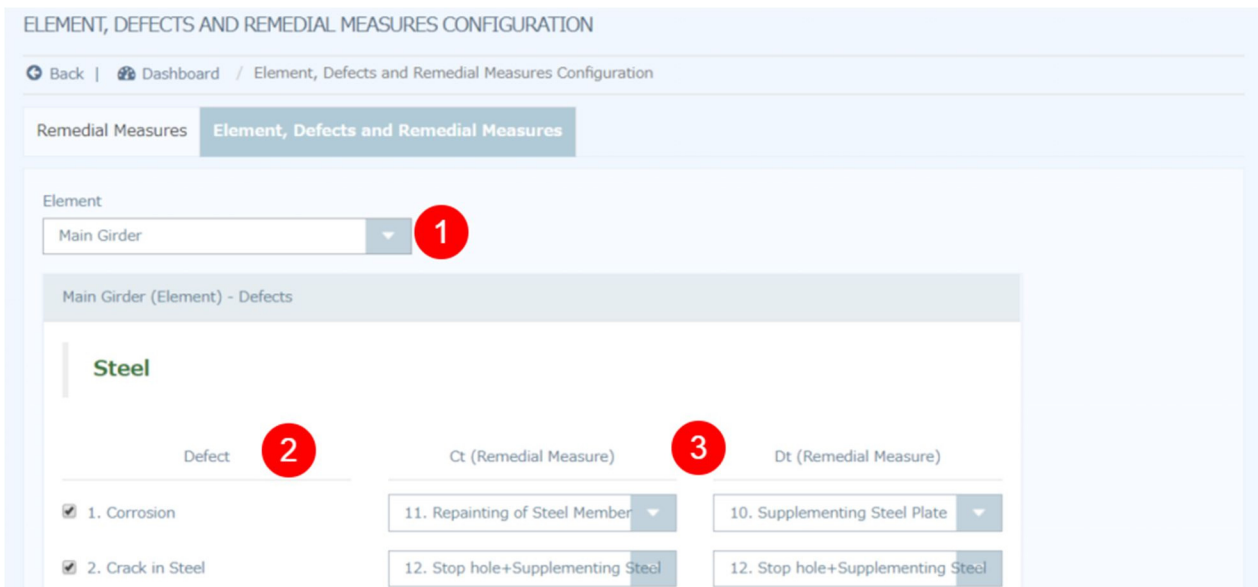 ELEMENT, DEFECTS AND REMEDIAL MEASURES CONFIGURATION
Back | Dashboard / Element, Defects and Remedial Measures Configuration
Remedial Measures Element, Defects and Remedial Measures
Element
Main Girder 1
Main Girder (Element) - Defects
Steel
Defect 2 Ct (Remedial Measure) 3 Dt (Remedial Measure)
1. Corrosion 11. Repainting of Steel Member 10. Supplementing Steel Plate
2. Crack in Steel 12. Stop hole+Supplementing Steel 12. Stop hole+Supplementing Steel